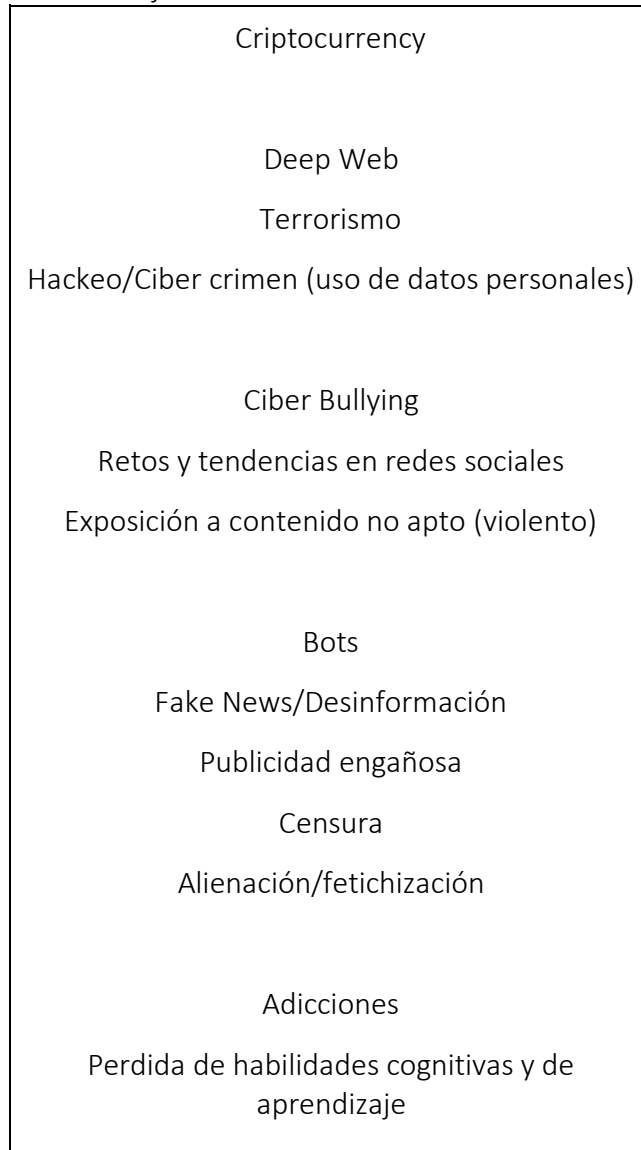 Criptocurrency
Deep Web
Terrorismo
Hackeo/Ciber crimen (uso de datos personales)
Ciber Bullying
Retos y tendencias en redes sociales
Exposición a contenido no apto (violento)
Bots
Fake News/Desinformación
Publicidad engañosa
Censura
Alienación/fetichización
Adicciones
Perdida de habilidades cognitivas y de
aprendizaje